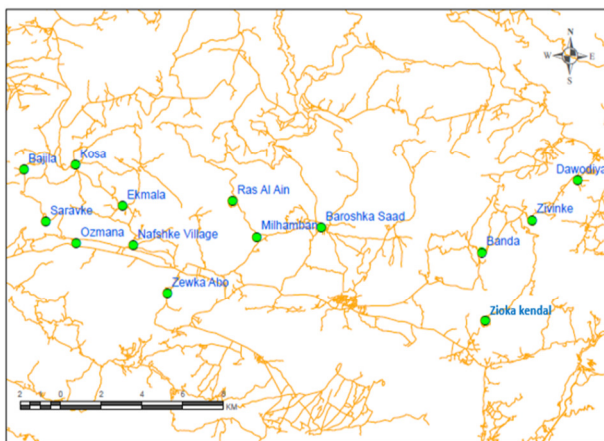 N
W E
S
Kosa
Bajila
Dawodiya
Ras Al Ain
Ekmala
Saravke
Zivinke
Baroshka Saad
Milhamban
Ozmana
Nafshke Village
Banda
Zewka Abo
Zioka kendal
2 0 2 4 6 8
KM